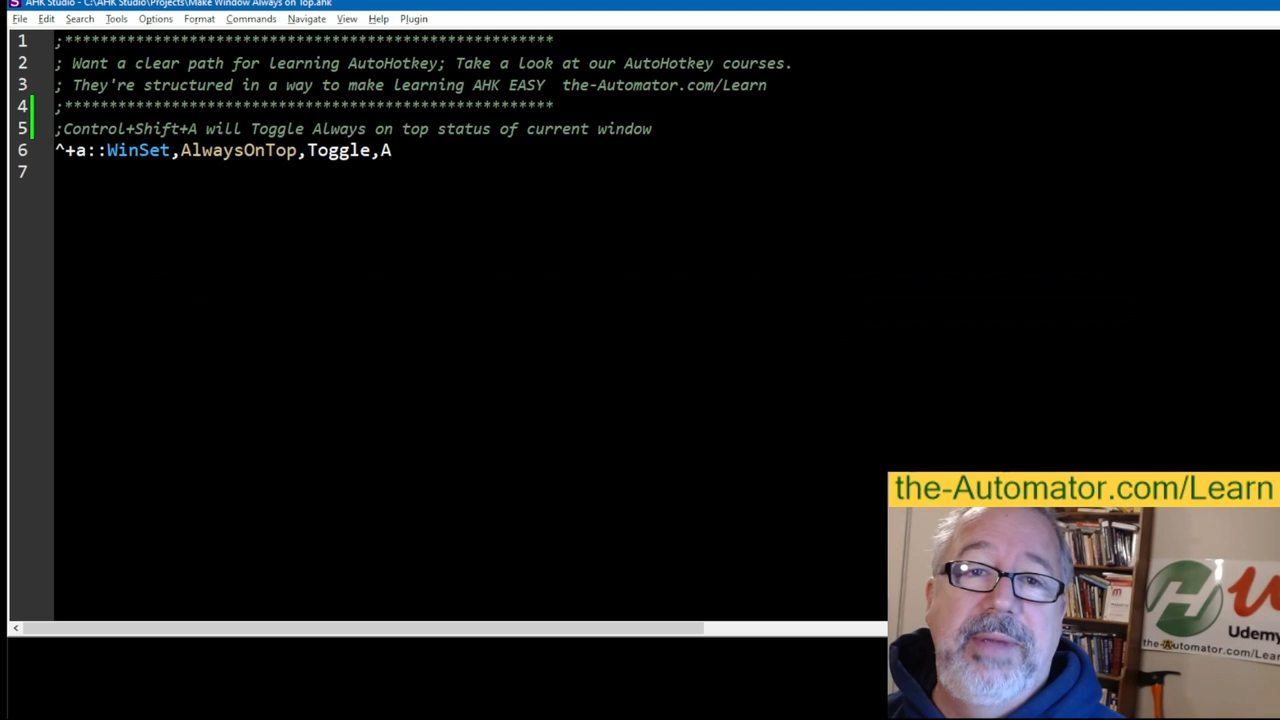 AHK Studio - C:\AHK Studio\Projects\Make Window Always on Top.ahk
File Edit Search Tools Options Format Commands Navigate View Help Plugin
1 ;*******************************************************
2 ; Want a clear path for learning AutoHotkey; Take a look at our AutoHotkey courses.
3 ; They're structured in a way to make learning AHK EASY  the-Automator.com/Learn
4 ;*******************************************************
5 ;Control+Shift+A will Toggle Always on top status of current window
6 ^+a::WinSet,AlwaysOnTop,Toggle,A
7
the-Automator.com/Learn
H
Udemy
the-Automator.com/Lear